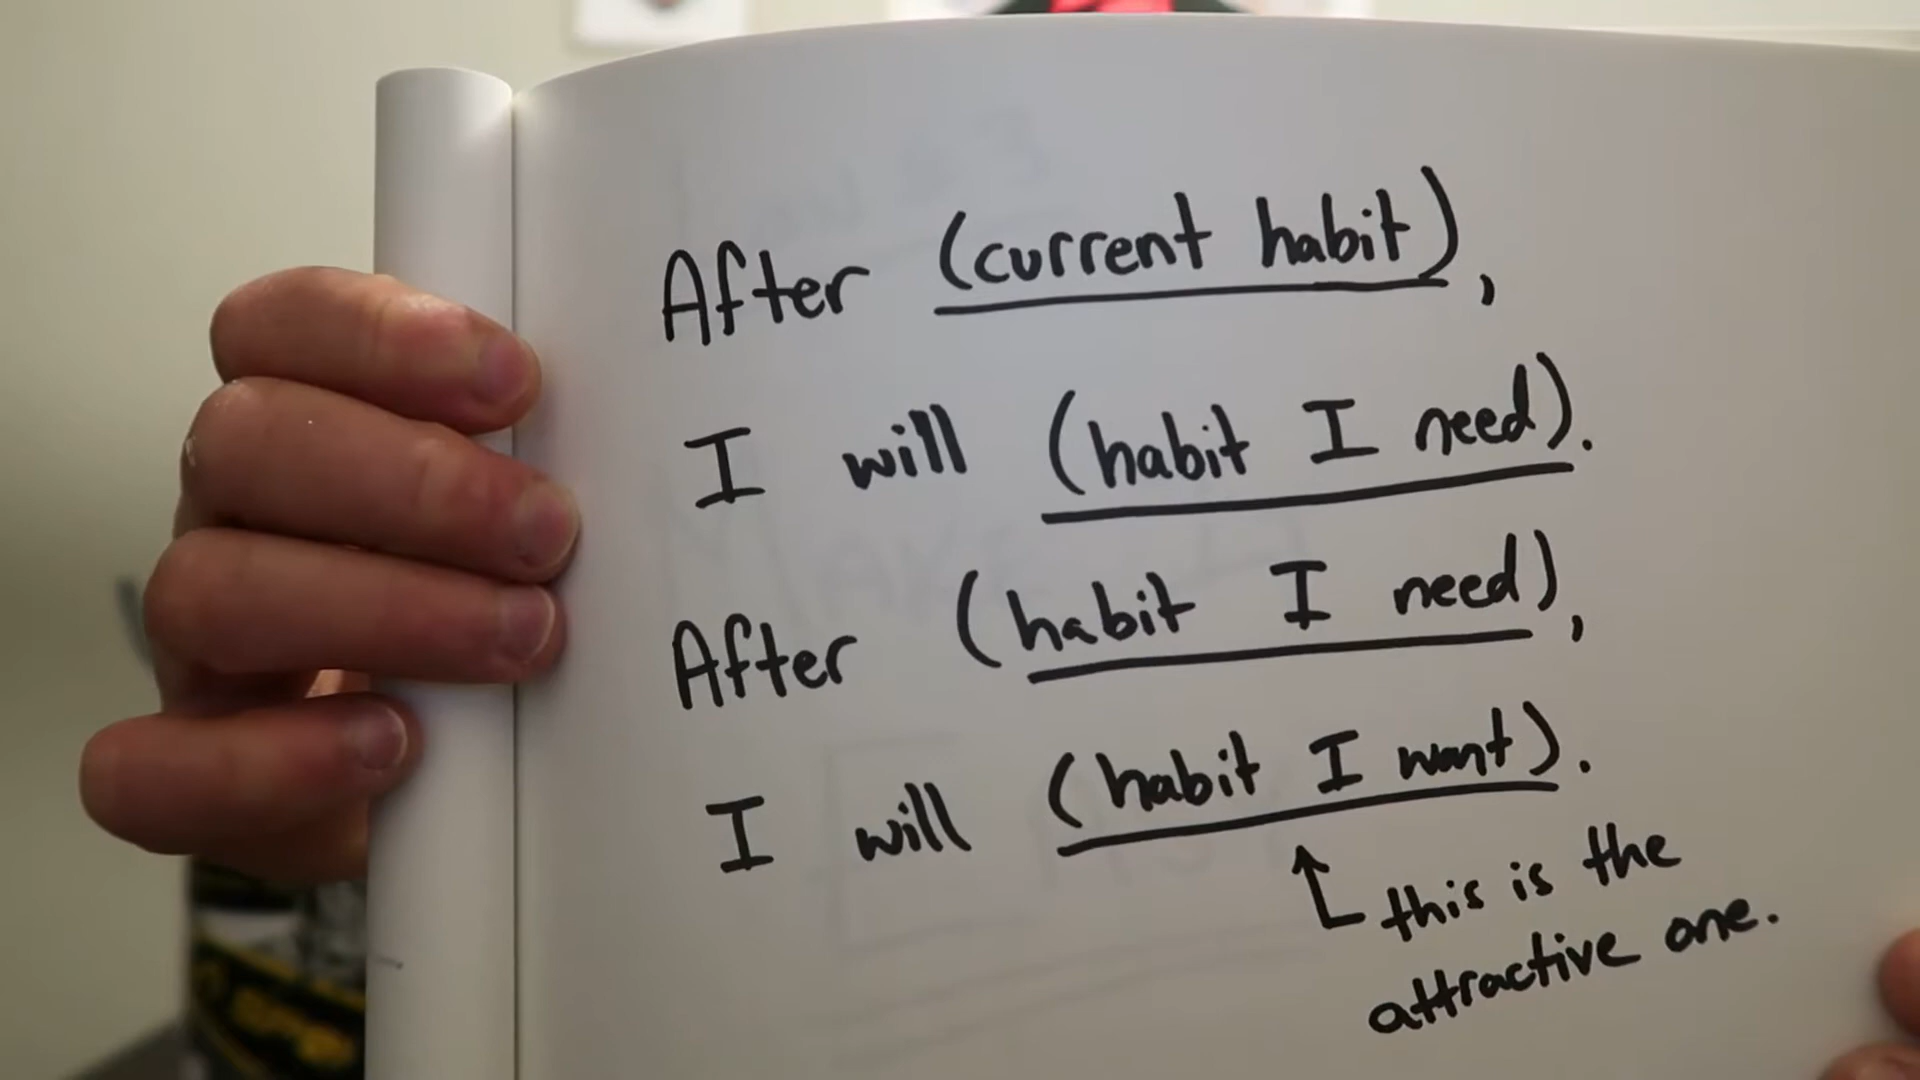 After (current habit),
I will (habit I need).
After (habit I need),
I will (habit I want).
this is the
attractive one.